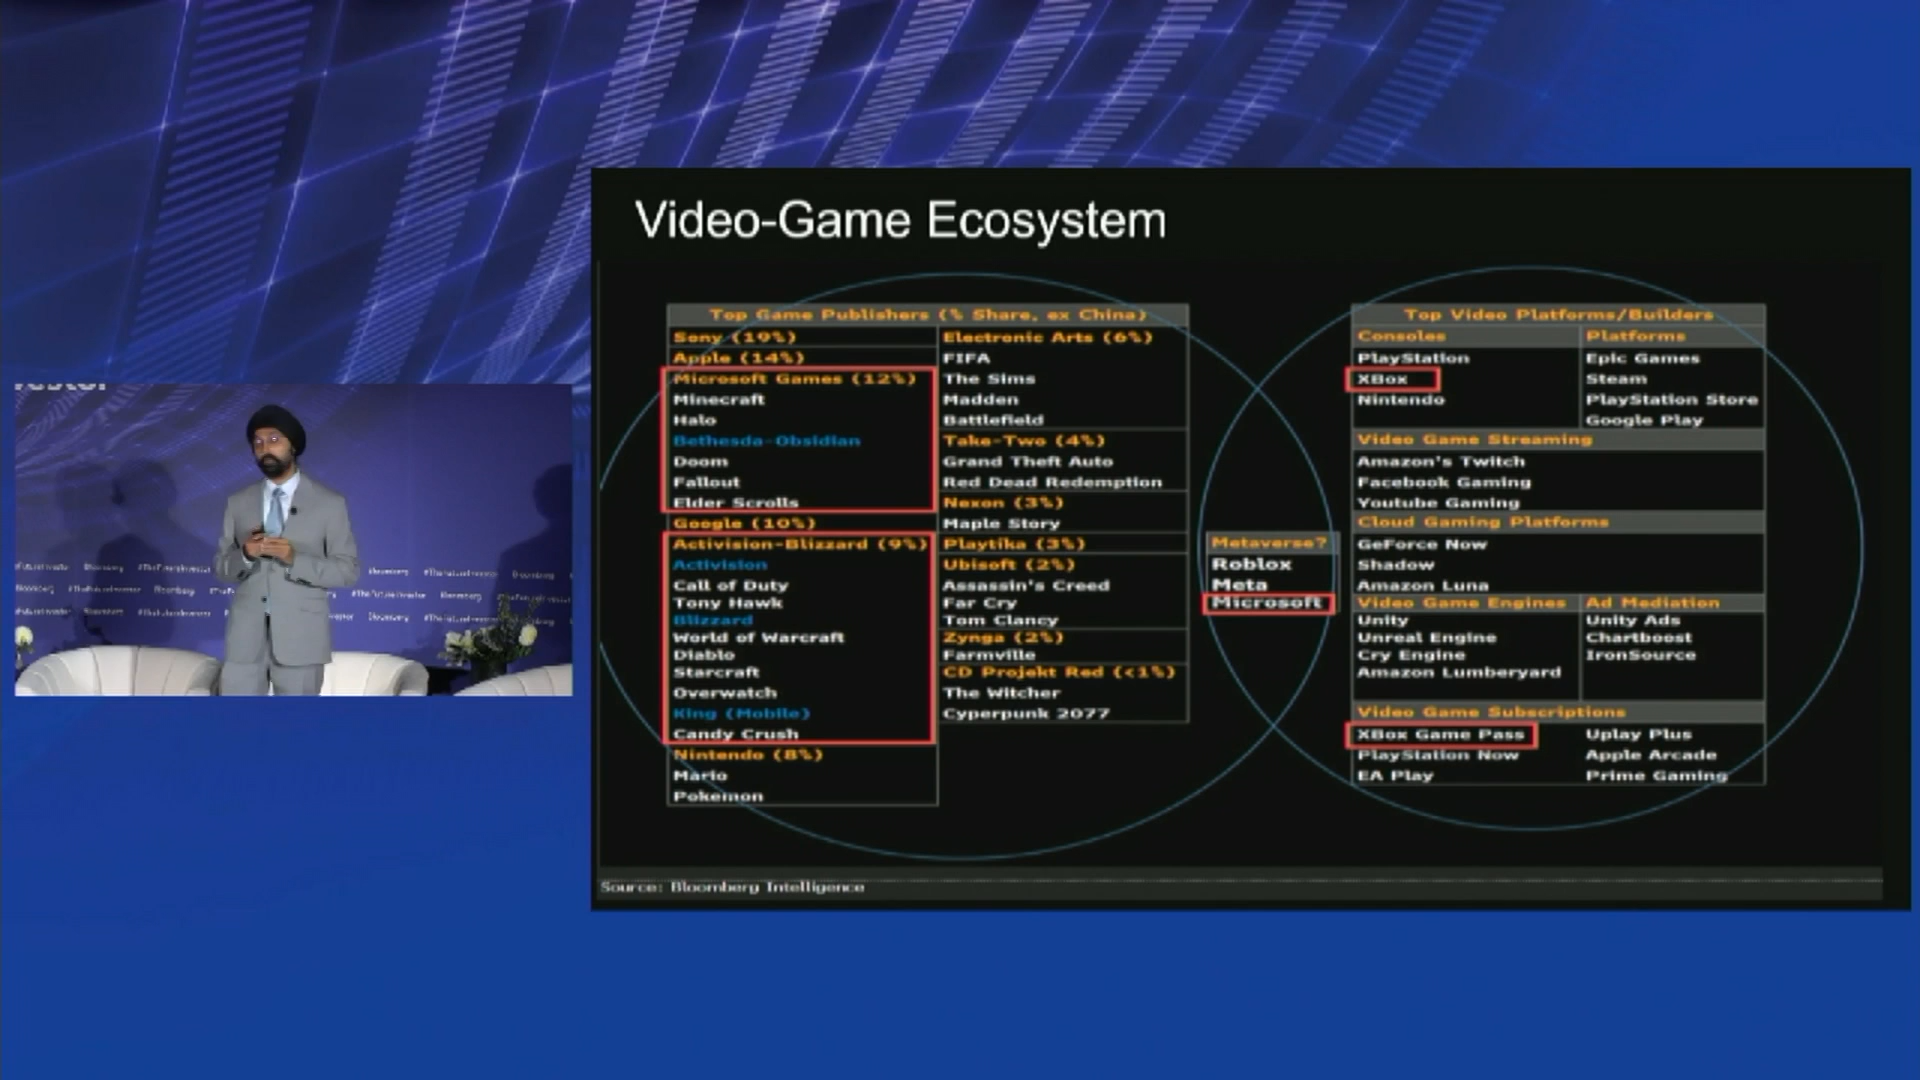 Video-Game Ecosystem
Top Game Publishers (% Share, ex China)
Sony (19%)
Apple (14%)
Microsoft Games (12%)
Minecraft
Halo
Bethesda-Obsidian
Doom
Fallout
Elder Scrolls
Google (10%)
Activision-Blizzard (9%)
Activision
Call of Duty
Tony Hawk
Blizzard
World of Warcraft
Diablo
Starcraft
Overwatch
King (Mobile)
Candy Crush
Nintendo (8%)
Mario
Pokemon
Electronic Arts (6%)
FIFA
The Sims
Madden
Battlefield
Take-Two (4%)
Grand Theft Auto
Red Dead Redemption
Nexon (3%)
Maple Story
Playtika (3%)
Ubisoft (2%)
Assassin's Creed
Far Cry
Tom Clancy
Zynga (2%)
Farmville
CD Projekt Red (<1%)
The Witcher
Cyperpunk 2077
Metaverse?
Roblox
Meta
Microsoft
Top Video Platforms/Builders
Consoles
PlayStation
XBox
Nintendo
Platforms
Epic Games
Steam
PlayStation Store
Google Play
Video Game Streaming
Amazon's Twitch
Facebook Gaming
Youtube Gaming
Cloud Gaming Platforms
GeForce Now
Shadow
Amazon Luna
Video Game Engines
Unity
Unreal Engine
Cry Engine
Amazon Lumberyard
Ad Mediation
Unity Ads
Chartboost
IronSource
Video Game Subscriptions
XBox Game Pass
PlayStation Now
EA Play
Uplay Plus
Apple Arcade
Prime Gaming
Source: Bloomberg Intelligence